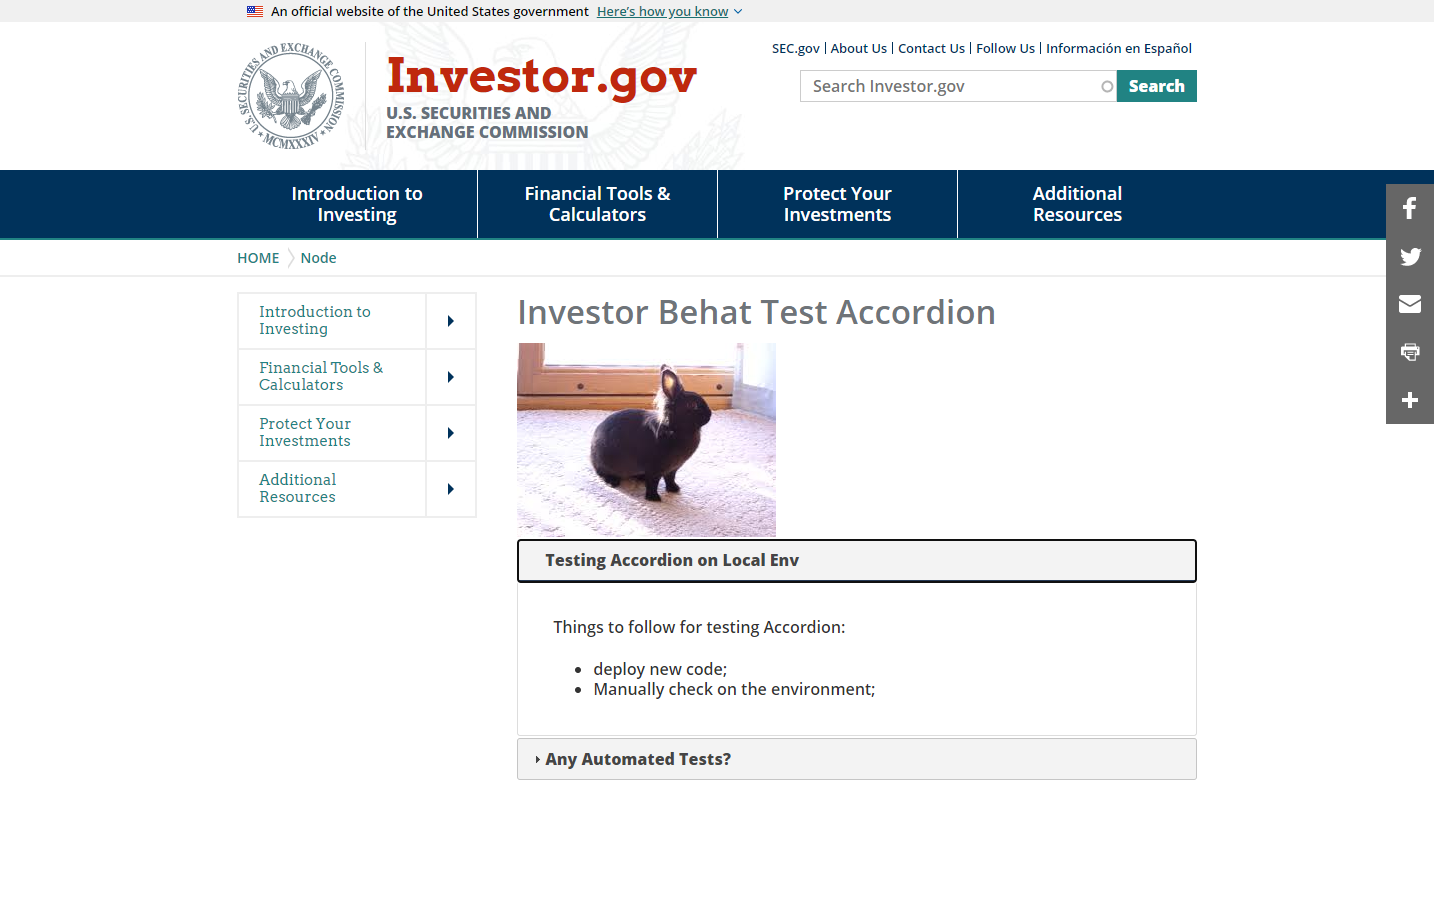 An official website of the United States government Here's how you know
SEC.gov | About Us | Contact Us | Follow Us | Información en Español
U.S. SECURITIES AND EXCHANGE COMMISSION
MCMXXXIV
Investor.gov
U.S. SECURITIES AND
EXCHANGE COMMISSION
Search Investor.gov
Search
Introduction to
Investing
Financial Tools &
Calculators
Protect Your
Investments
Additional
Resources
HOME
Node
Introduction to
Investing
Financial Tools &
Calculators
Protect Your
Investments
Additional
Resources
Investor Behat Test Accordion
Testing Accordion on Local Env
Things to follow for testing Accordion:
• deploy new code;
• Manually check on the environment;
Any Automated Tests?